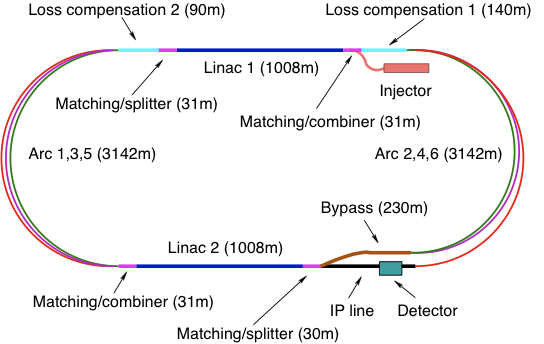 Loss compensation 2 (90m)
Loss compensation 1 (140m)
Linac 1 (1008m)
Injector
Matching/splitter (31m)
Matching/combiner (31m)
Arc 1,3,5 (3142m)
Arc 2,4,6 (3142m)
Bypass (230m)
Linac 2 (1008m)
Matching/combiner (31m)
IP line
Detector
Matching/splitter (30m)